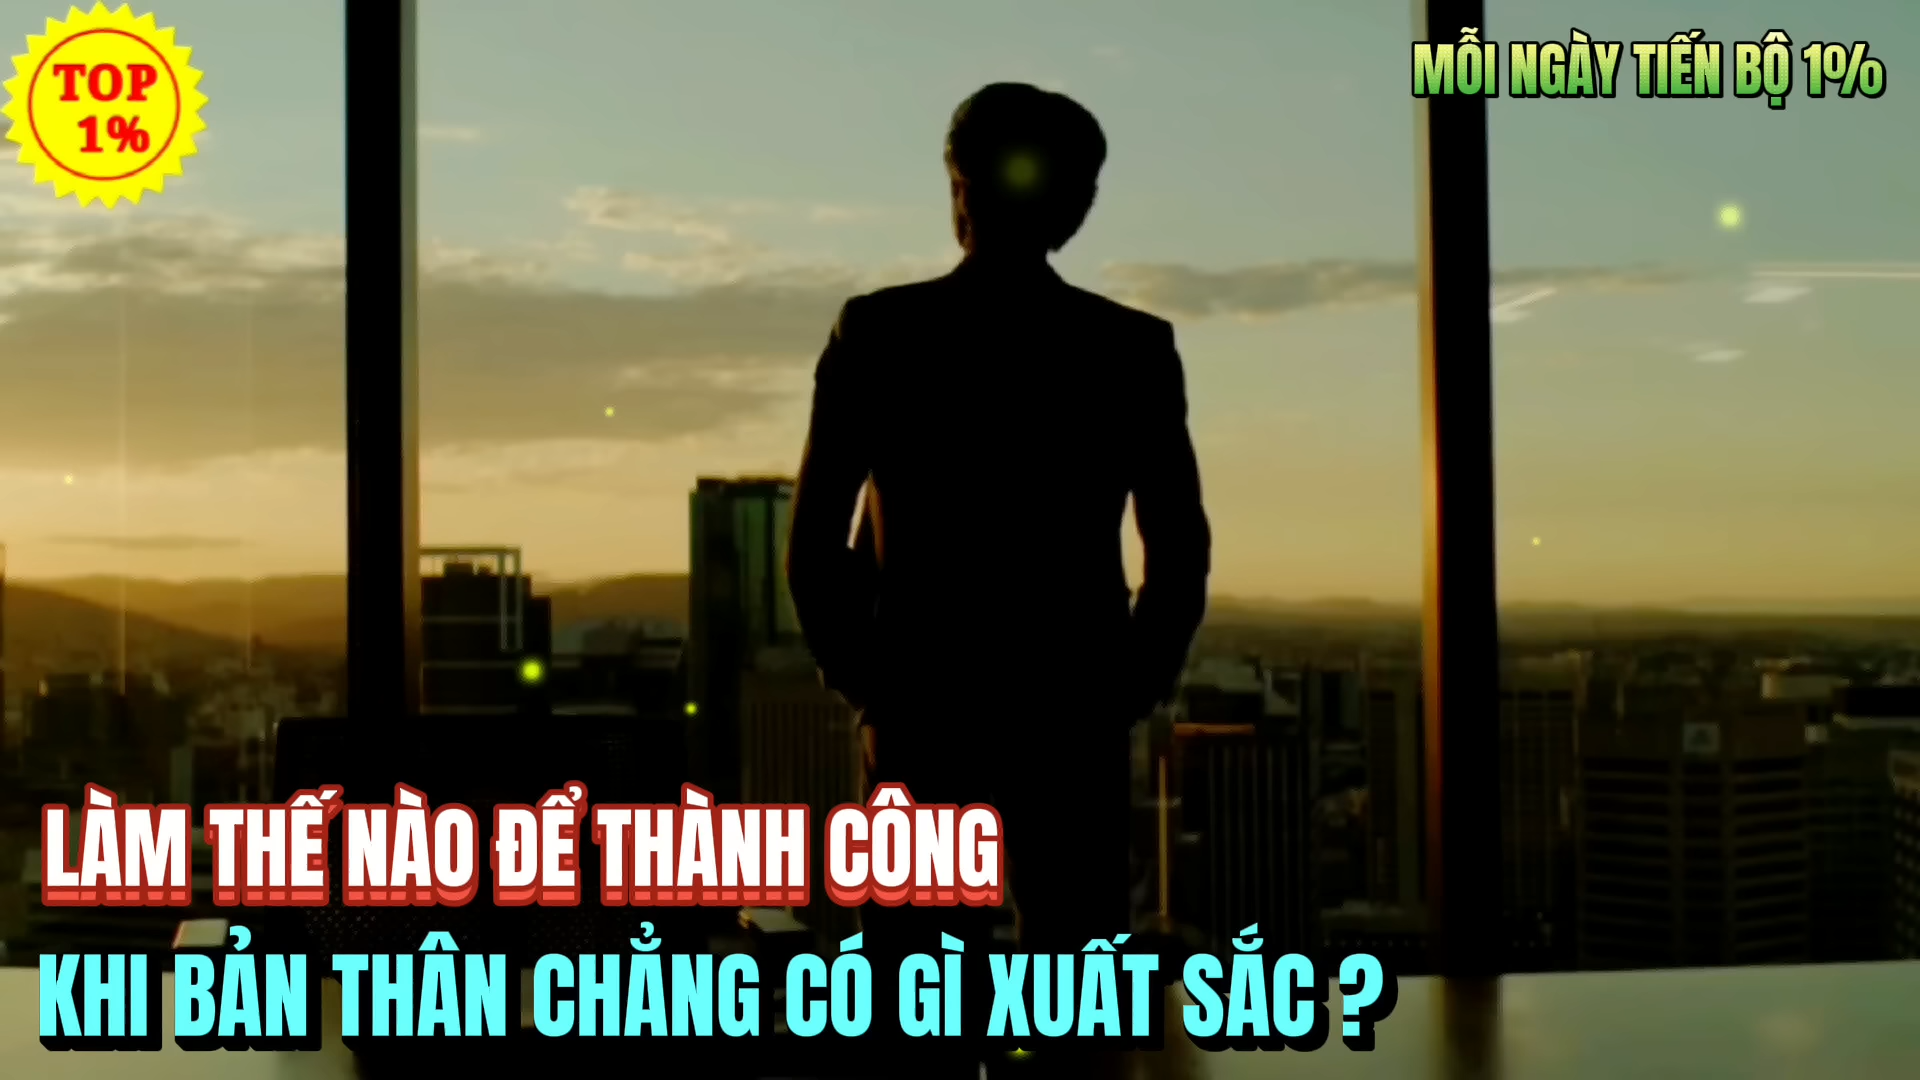 TOP
1%
MỖI NGÀY TIẾN BỘ 1%
LÀM THẾ NÀO ĐỂ THÀNH CÔNG
KHI BẢN THÂN CHẲNG CÓ GÌ XUẤT SẮC ?